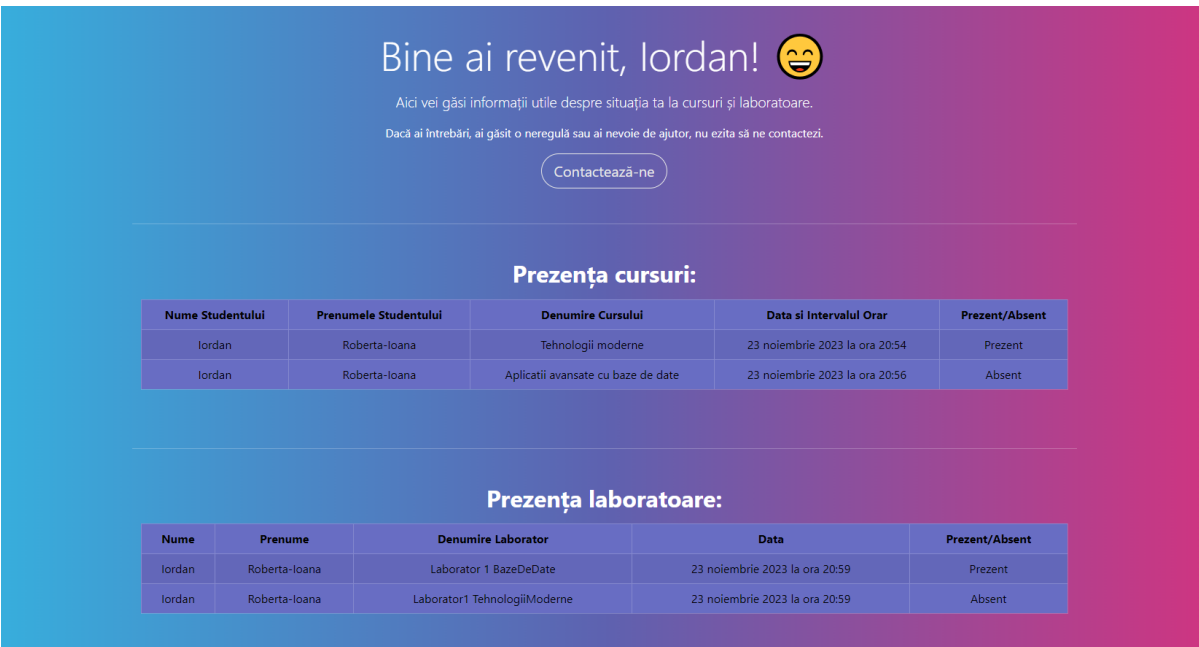 Bine ai revenit, Iordan! 😄
Aici vei găsi informații utile despre situația ta la cursuri și laboratoare.
Dacă ai întrebări, ai găsit o neregulă sau ai nevoie de ajutor, nu ezita să ne contactezi.
Contactează-ne
Prezența cursuri:
Nume Studentului Prenumele Studentului Denumire Cursului Data si Intervalul Orar Prezent/Absent
Iordan Roberta-Ioana Tehnologii moderne 23 noiembrie 2023 la ora 20:54 Prezent
Iordan Roberta-Ioana Aplicatii avansate cu baze de date 23 noiembrie 2023 la ora 20:56 Absent
Prezența laboratoare:
Nume Prenume Denumire Laborator Data Prezent/Absent
Iordan Roberta-Ioana Laborator 1 BazeDeDate 23 noiembrie 2023 la ora 20:59 Prezent
Iordan Roberta-Ioana Laborator1 TehnologiiModerne 23 noiembrie 2023 la ora 20:59 Absent